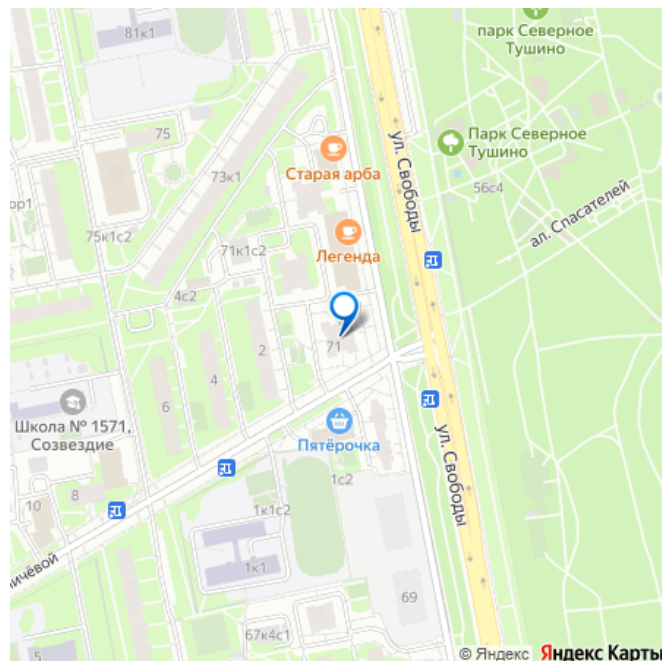 81к1
парк Северное
Тушино
75
Парк Северное
Тушино
ул. Свободы
Старая арба
73к1
56с4
ор1
75к1с2
ал. Спасателей
71к1с2
Легенда
4с2
71
2
4
6
Школа № 1571,
Созвездие
Пятёрочка
ул. Свободы
8
10
1с2
1к1с2
ничёвой
1к1
69
67к4с1
5
© Яндекс Яндекс Карты